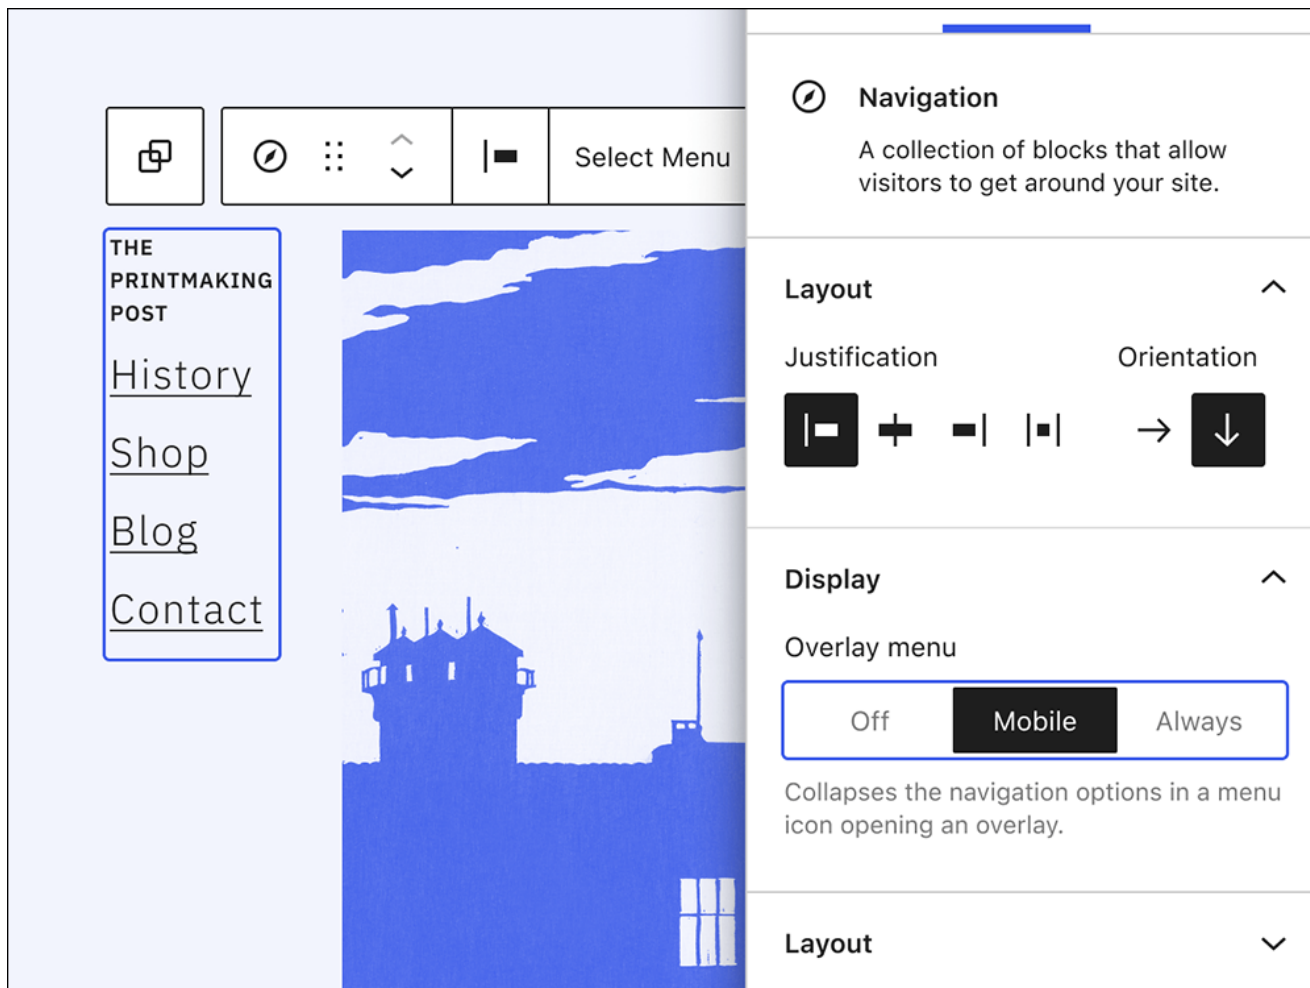 Select Menu
THE
PRINTMAKING
POST
History
Shop
Blog
Contact
Navigation
A collection of blocks that allow
visitors to get around your site.
Layout
Justification
Orientation
Display
Overlay menu
Off
Mobile
Always
Collapses the navigation options in a menu
icon opening an overlay.
Layout